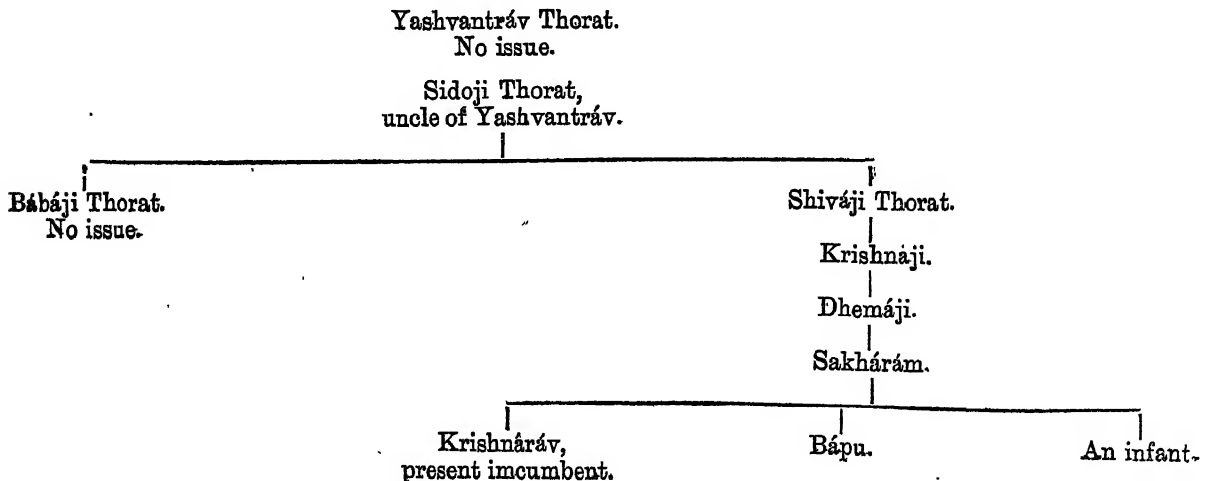 Yashvantráv Thorat.
No issue.
Sidoji Thorat,
uncle of Yashvantráv.
Bábáji Thorat.
No issue.
Shiváji Thorat.
Krishnáji.
Dhemáji.
Sakhárám.
Krishnâráv,
present imcumbent.
Bápu.
An infant.